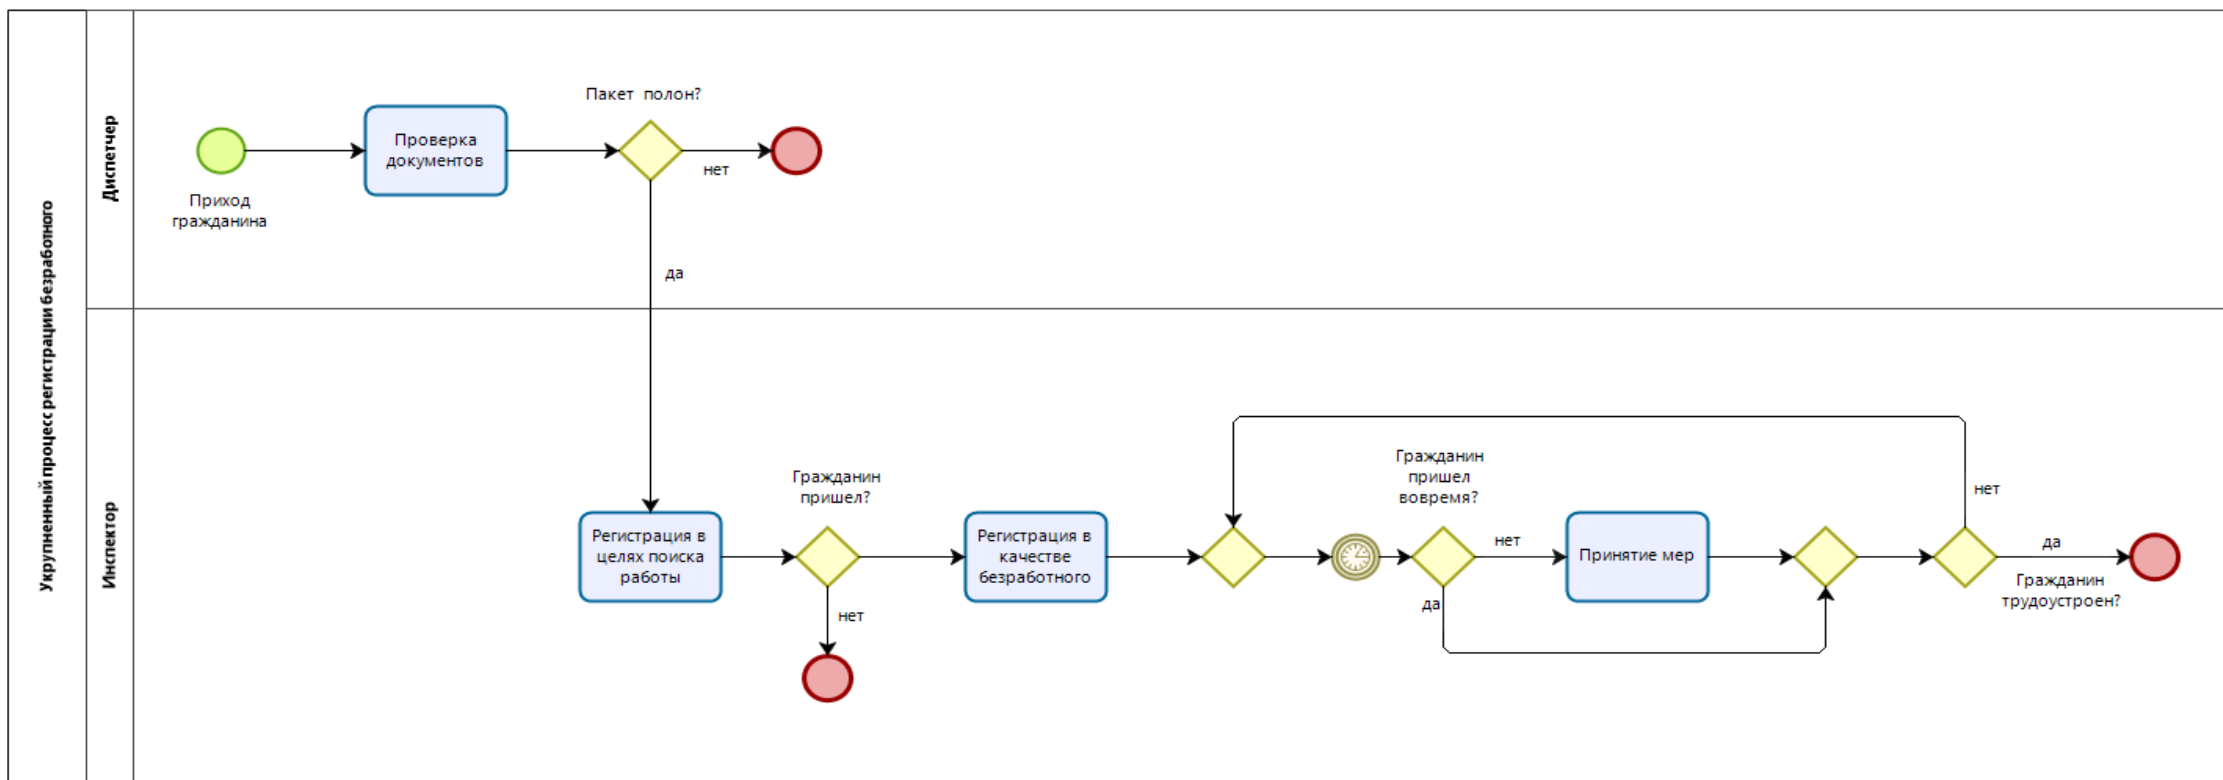 Укрупненный процесс регистрации безработного
Диспетчер
Приход
гражданина
Проверка
документов
Пакет полон?
нет
да
Инспектор
Регистрация в
целях поиска
работы
Гражданин
пришел?
нет
Регистрация в
качестве
безработного
Гражданин
пришел
вовремя?
нет
да
Принятие мер
нет
да
Гражданин
трудоустроен?